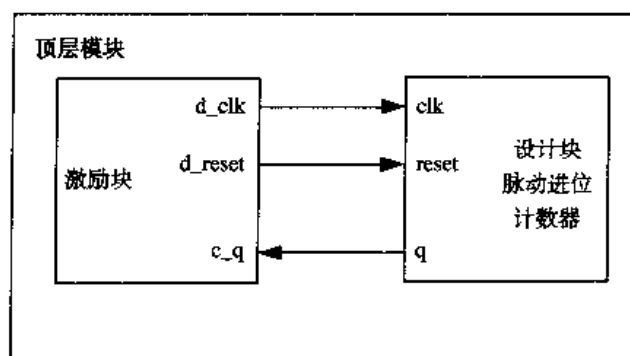 顶层模块
d_clk
clk
激励块
d_reset
reset
设计块
脉动进位
计数器
c_q
q